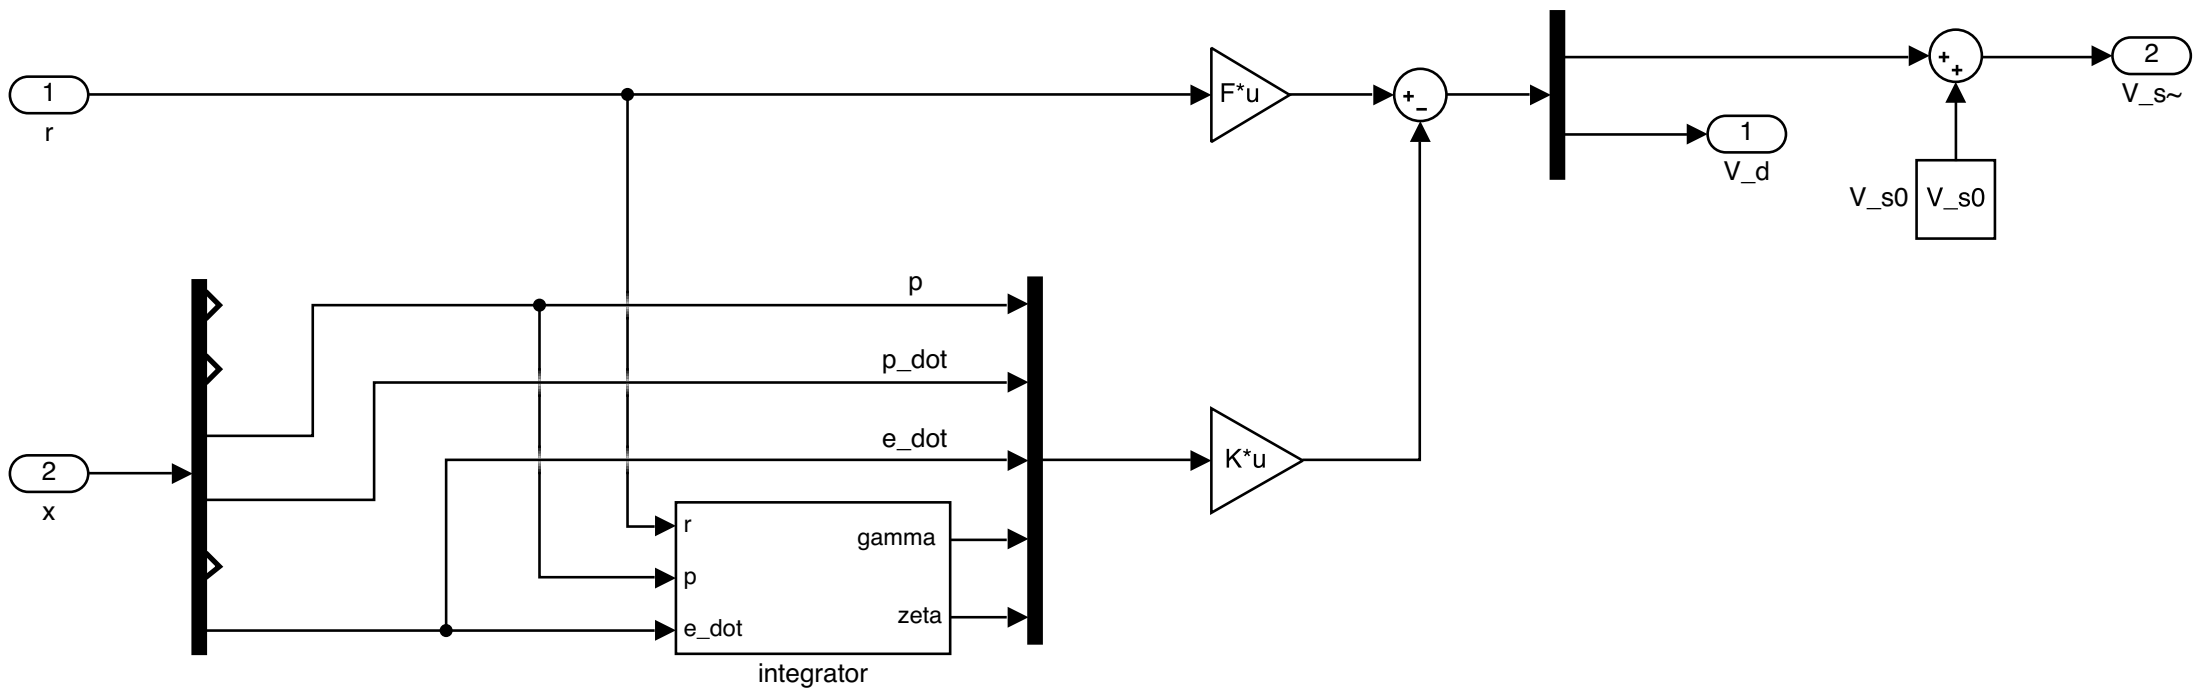 1
r
F*u
+
−
1
V_d
+
+
2
V_s~
V_s0
V_s0
2
x
p
p_dot
e_dot
r
p
e_dot
gamma
zeta
integrator
K*u